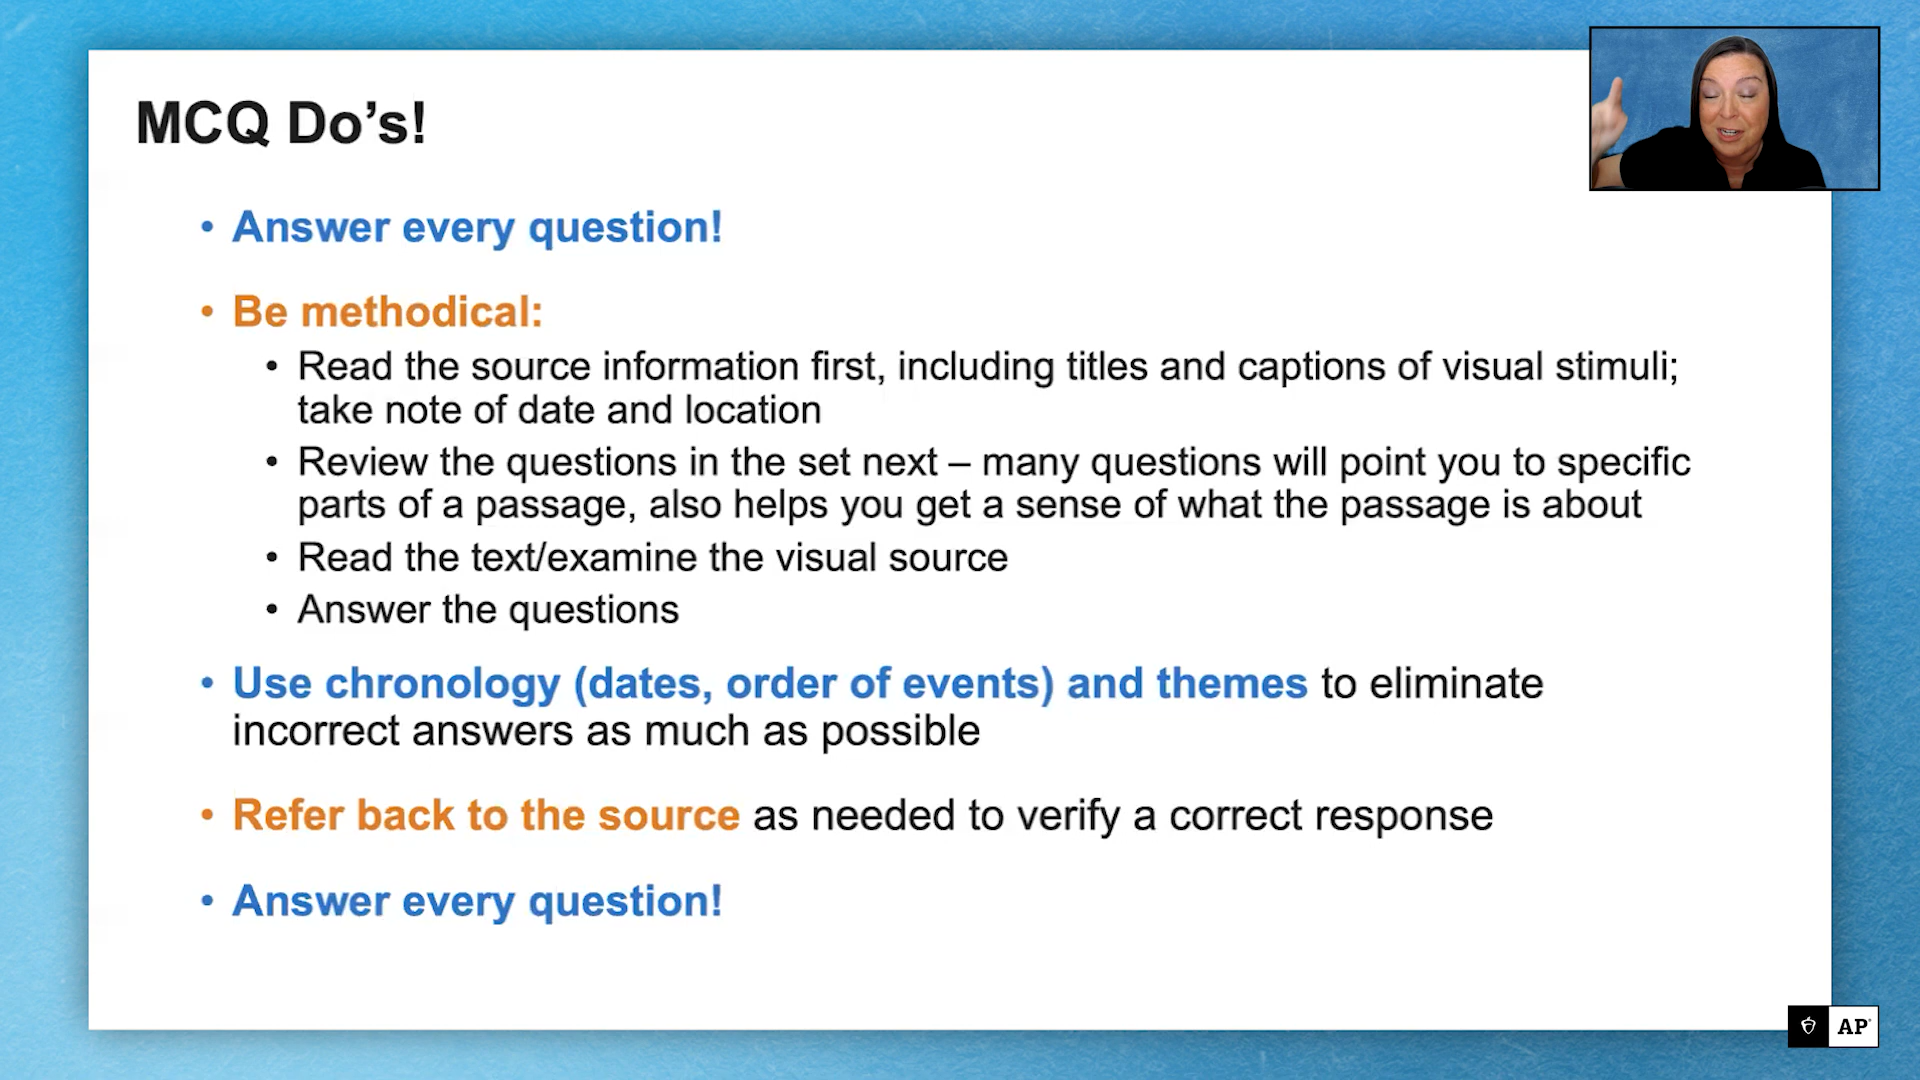 MCQ Do’s!
• Answer every question!
• Be methodical:
• Read the source information first, including titles and captions of visual stimuli;
take note of date and location
• Review the questions in the set next – many questions will point you to specific
parts of a passage, also helps you get a sense of what the passage is about
• Read the text/examine the visual source
• Answer the questions
• Use chronology (dates, order of events) and themes to eliminate
incorrect answers as much as possible
• Refer back to the source as needed to verify a correct response
• Answer every question!
AP